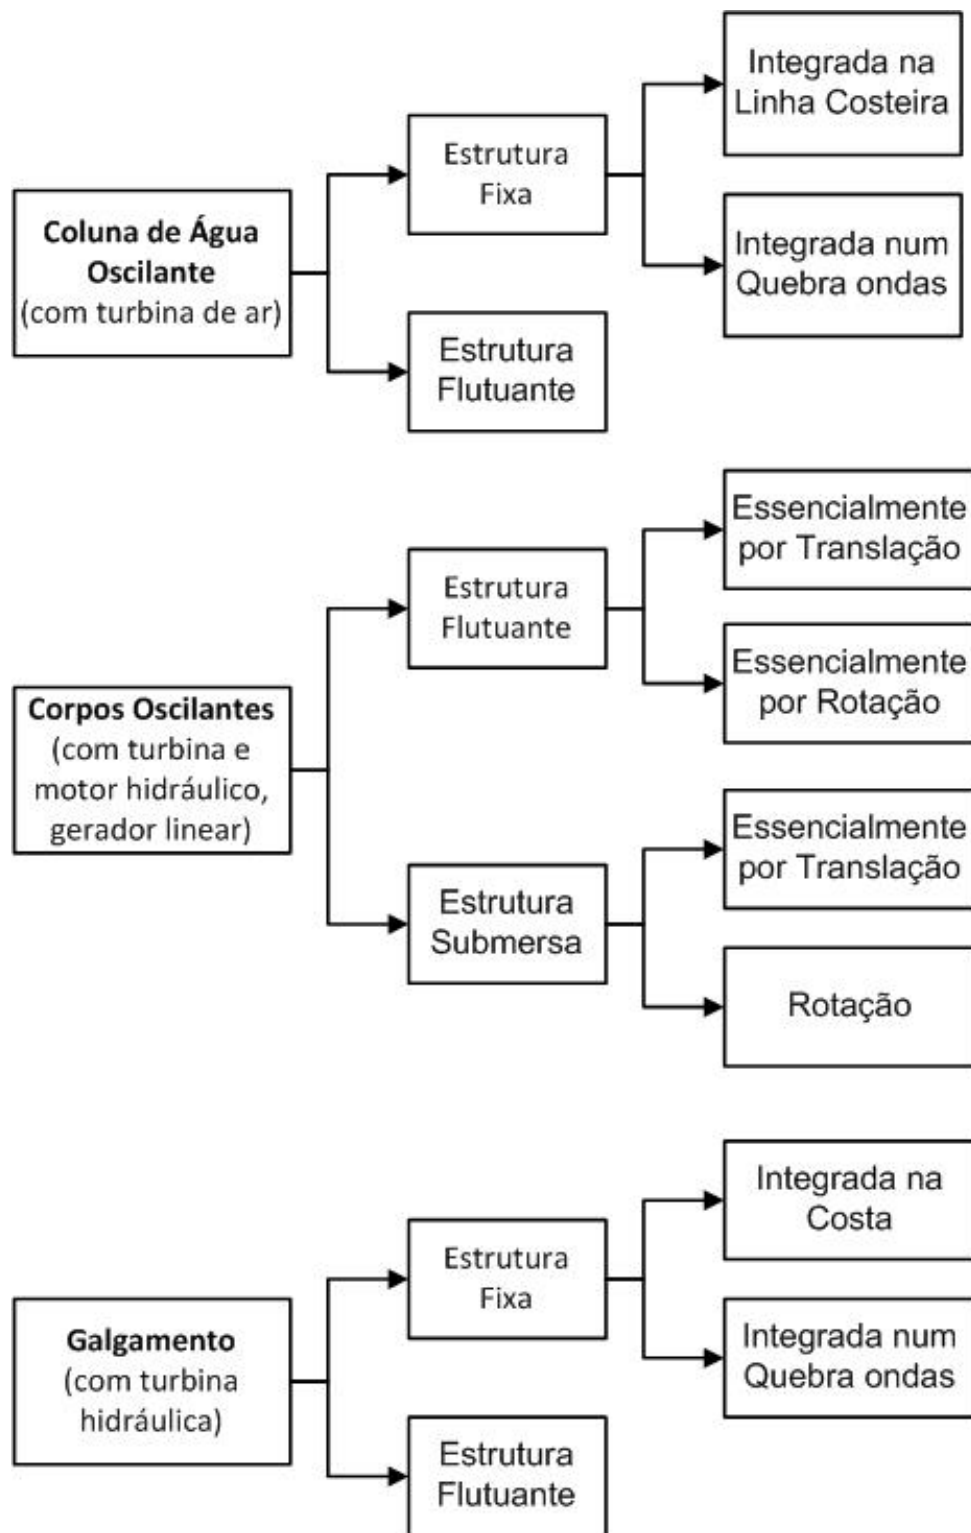 Coluna de Água
Oscilante
(com turbina de ar)
Estrutura
Fixa
Integrada na
Linha Costeira
Integrada num
Quebra ondas
Estrutura
Flutuante
Corpos Oscilantes
(com turbina e
motor hidráulico,
gerador linear)
Estrutura
Flutuante
Essencialmente
por Translação
Essencialmente
por Rotação
Estrutura
Submersa
Essencialmente
por Translação
Rotação
Galgamento
(com turbina
hidráulica)
Estrutura
Fixa
Integrada na
Costa
Integrada num
Quebra ondas
Estrutura
Flutuante